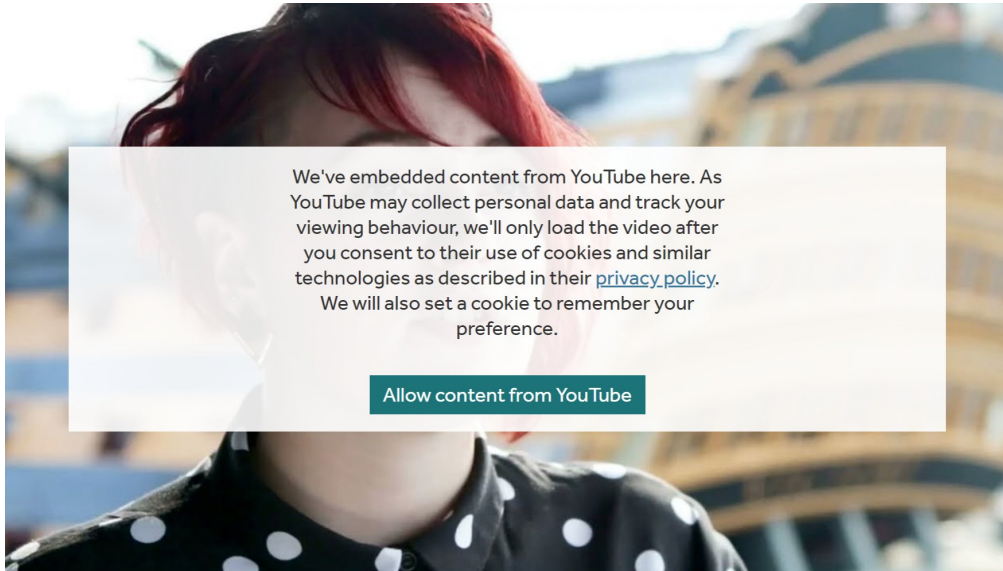 We've embedded content from YouTube here. As
YouTube may collect personal data and track your
viewing behaviour, we'll only load the video after
you consent to their use of cookies and similar
technologies as described in their privacy policy.
We will also set a cookie to remember your
preference.
Allow content from YouTube